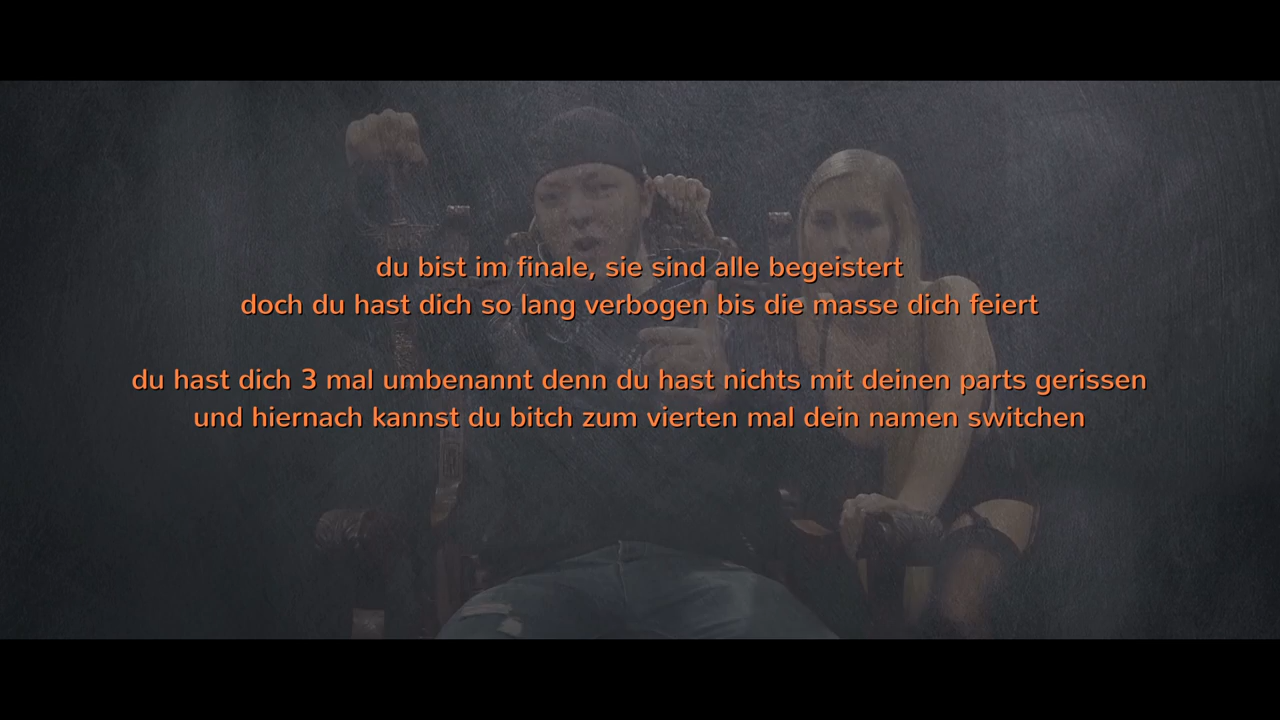 du bist im finale, sie sind alle begeistert
doch du hast dich so lang verbogen bis die masse dich feiert
du hast dich 3 mal umbenannt denn du hast nichts mit deinen parts gerissen
und hiernach kannst du bitch zum vierten mal dein namen switchen